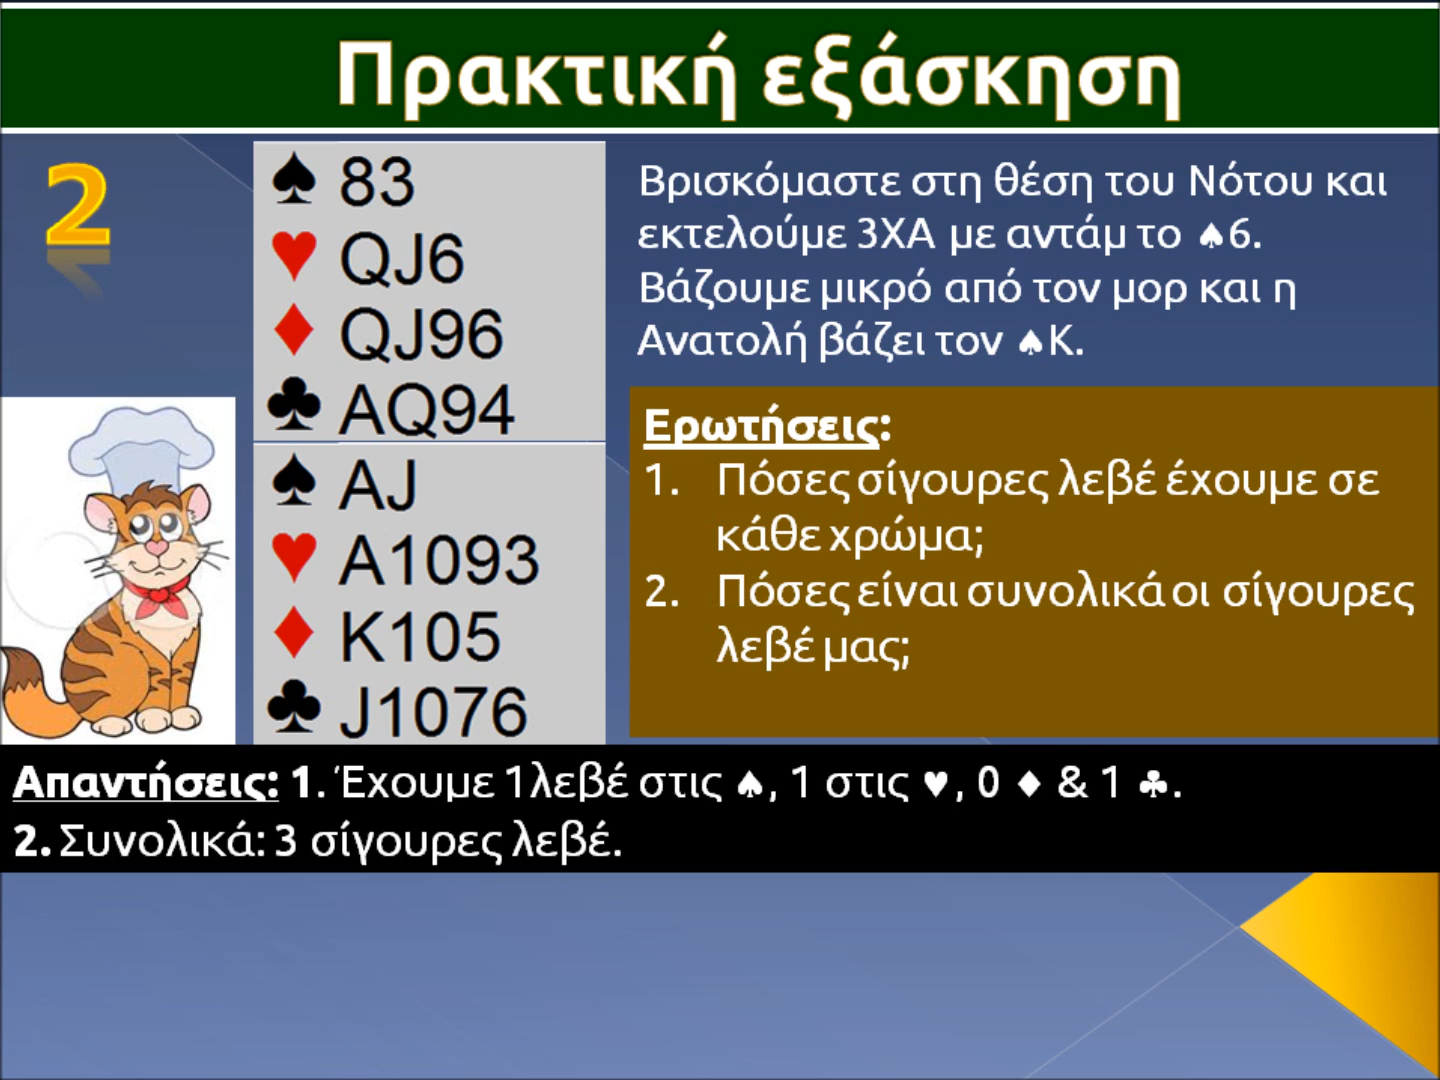 Πρακτική εξάσκηση
2
♠ 83
♥ QJ6
♦ QJ96
♣ AQ94
♠ AJ
♥ A1093
♦ K105
♣ J1076
Βρισκόμαστε στη θέση του Νότου και
εκτελούμε 3ΧΑ με αντάμ το ♠6.
Βάζουμε μικρό από τον μορ και η
Ανατολή βάζει τον ♠Κ.
Ερωτήσεις:
1. Πόσες σίγουρες λεβέ έχουμε σε
κάθε χρώμα;
2. Πόσες είναι συνολικά οι σίγουρες
λεβέ μας;
Απαντήσεις: 1. Έχουμε 1λεβέ στις ♠, 1 στις ♥, 0 ♦ & 1 ♣.
2. Συνολικά: 3 σίγουρες λεβέ.